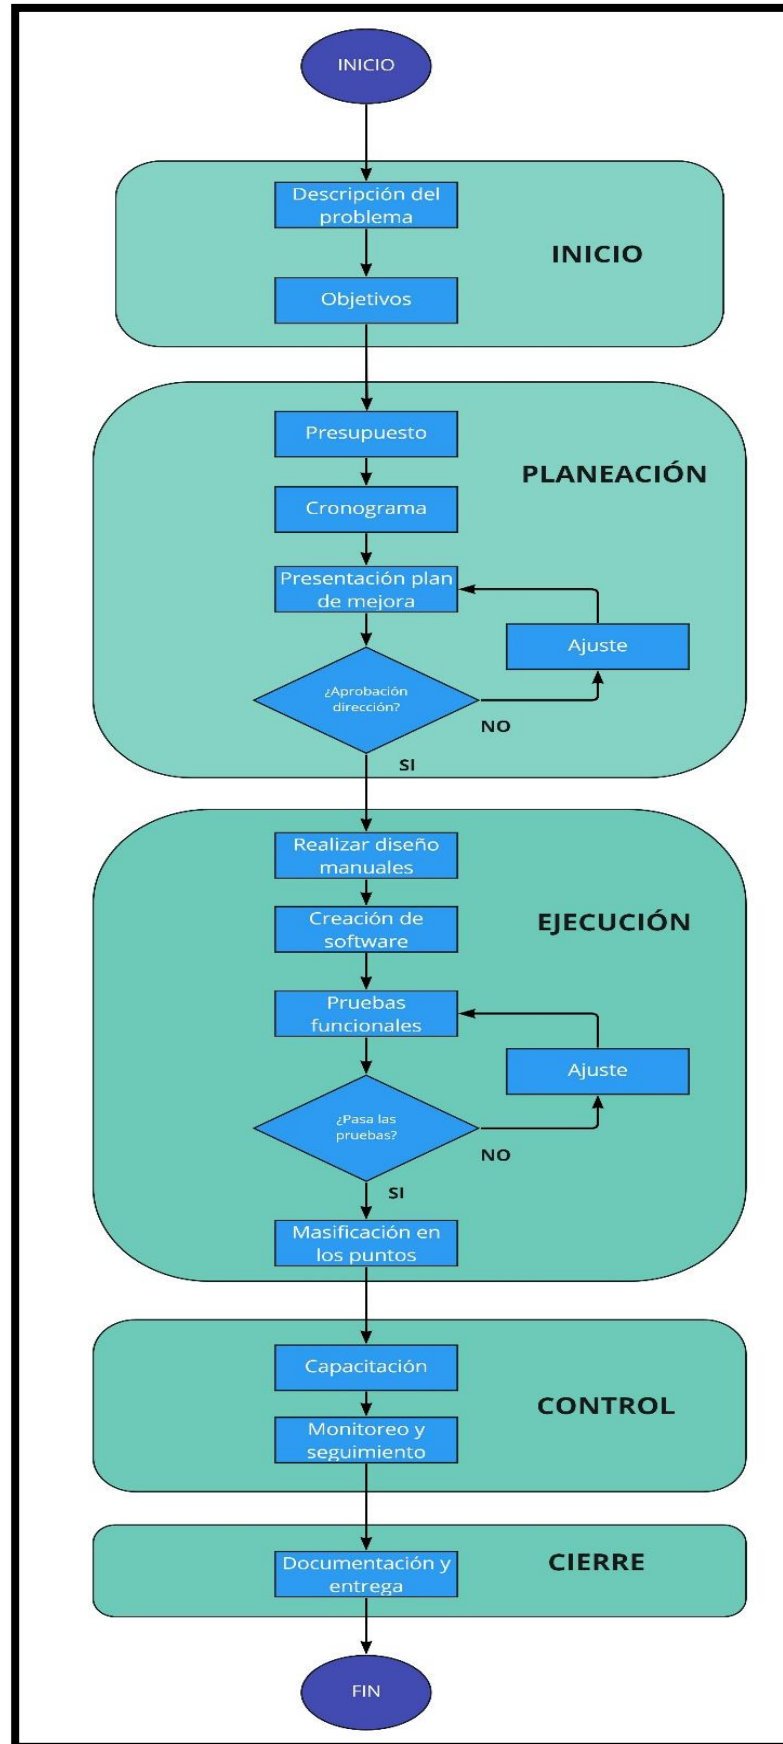 INICIO
Descripción del
problema
INICIO
Objetivos
Presupuesto
PLANEACIÓN
Cronograma
Presentación plan
de mejora
Ajuste
¿Aprobación
dirección?
NO
SI
Realizar diseño
manuales
EJECUCIÓN
Creación de
software
Pruebas
funcionales
Ajuste
¿Pasa las
pruebas?
NO
SI
Masificación en
los puntos
Capacitación
CONTROL
Monitoreo y
seguimiento
CIERRE
Documentación y
entrega
FIN